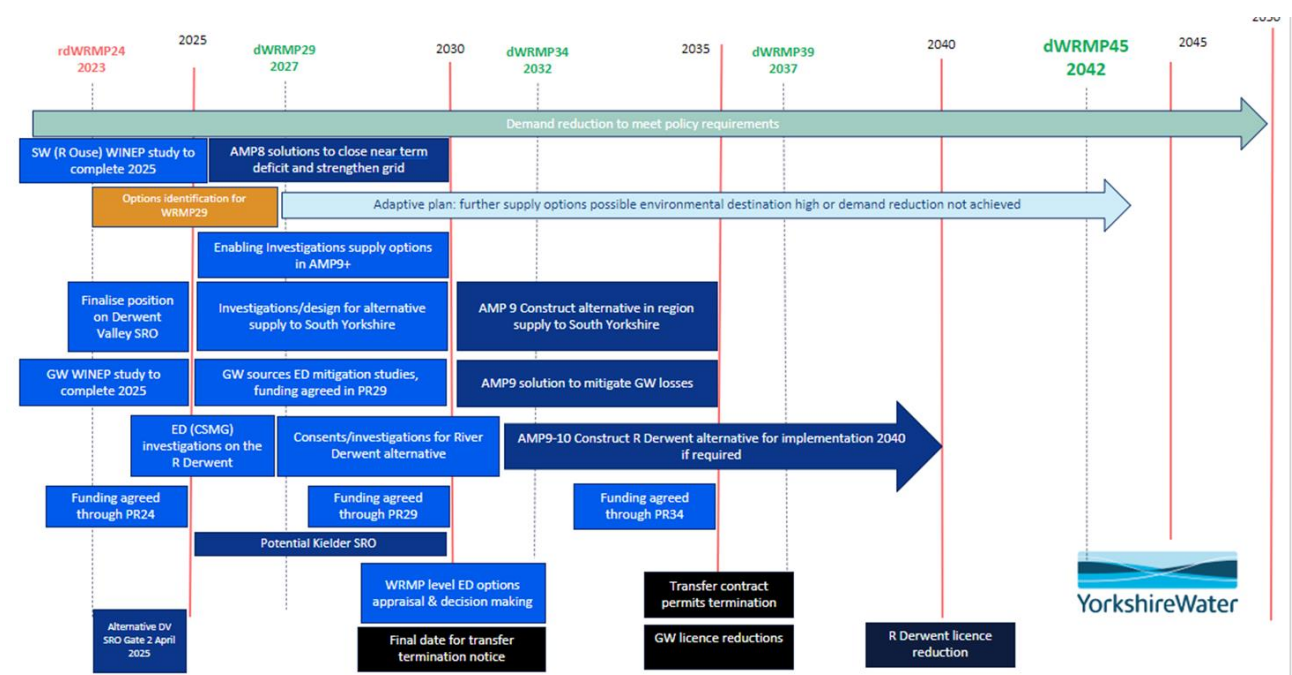 rdWRMP24
2023
2025
dWRMP29
2027
2030
dWRMP34
2032
2035
dWRMP39
2037
2040
dWRMP45
2042
2045
2050
Demand reduction to meet policy requirements
SW (R Ouse) WINEP study to
complete 2025
AMP8 solutions to close near term
deficit and strengthen grid
Options identification for
WRMP29
Adaptive plan: further supply options possible environmental destination high or demand reduction not achieved
Enabling Investigations supply options
in AMP9+
Finalise position
on Derwent
Valley SRO
Investigations/design for alternative
supply to South Yorkshire
AMP 9 Construct alternative in region
supply to South Yorkshire
GW WINEP study to
complete 2025
GW sources ED mitigation studies,
funding agreed in PR29
AMP9 solution to mitigate GW losses
ED (CSMG)
investigations on the
R Derwent
Consents/investigations for River
Derwent alternative
AMP9-10 Construct R Derwent alternative for implementation 2040
if required
Funding agreed
through PR24
Funding agreed
through PR29
Funding agreed
through PR34
Potential Kielder SRO
WRMP level ED options
appraisal & decision making
Transfer contract
permits termination
Alternative DV
SRO Gate 2 April
2025
Final date for transfer
termination notice
GW licence reductions
R Derwent licence
reduction
YorkshireWater